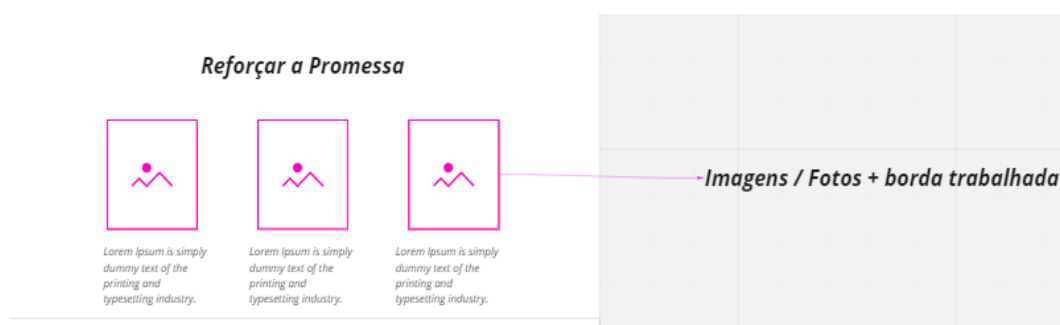 Reforçar a Promessa
Imagens / Fotos + borda trabalhada
Lorem Ipsum is simply
dummy text of the
printing and
typesetting industry.
Lorem Ipsum is simply
dummy text of the
printing and
typesetting industry.
Lorem Ipsum is simply
dummy text of the
printing and
typesetting industry.